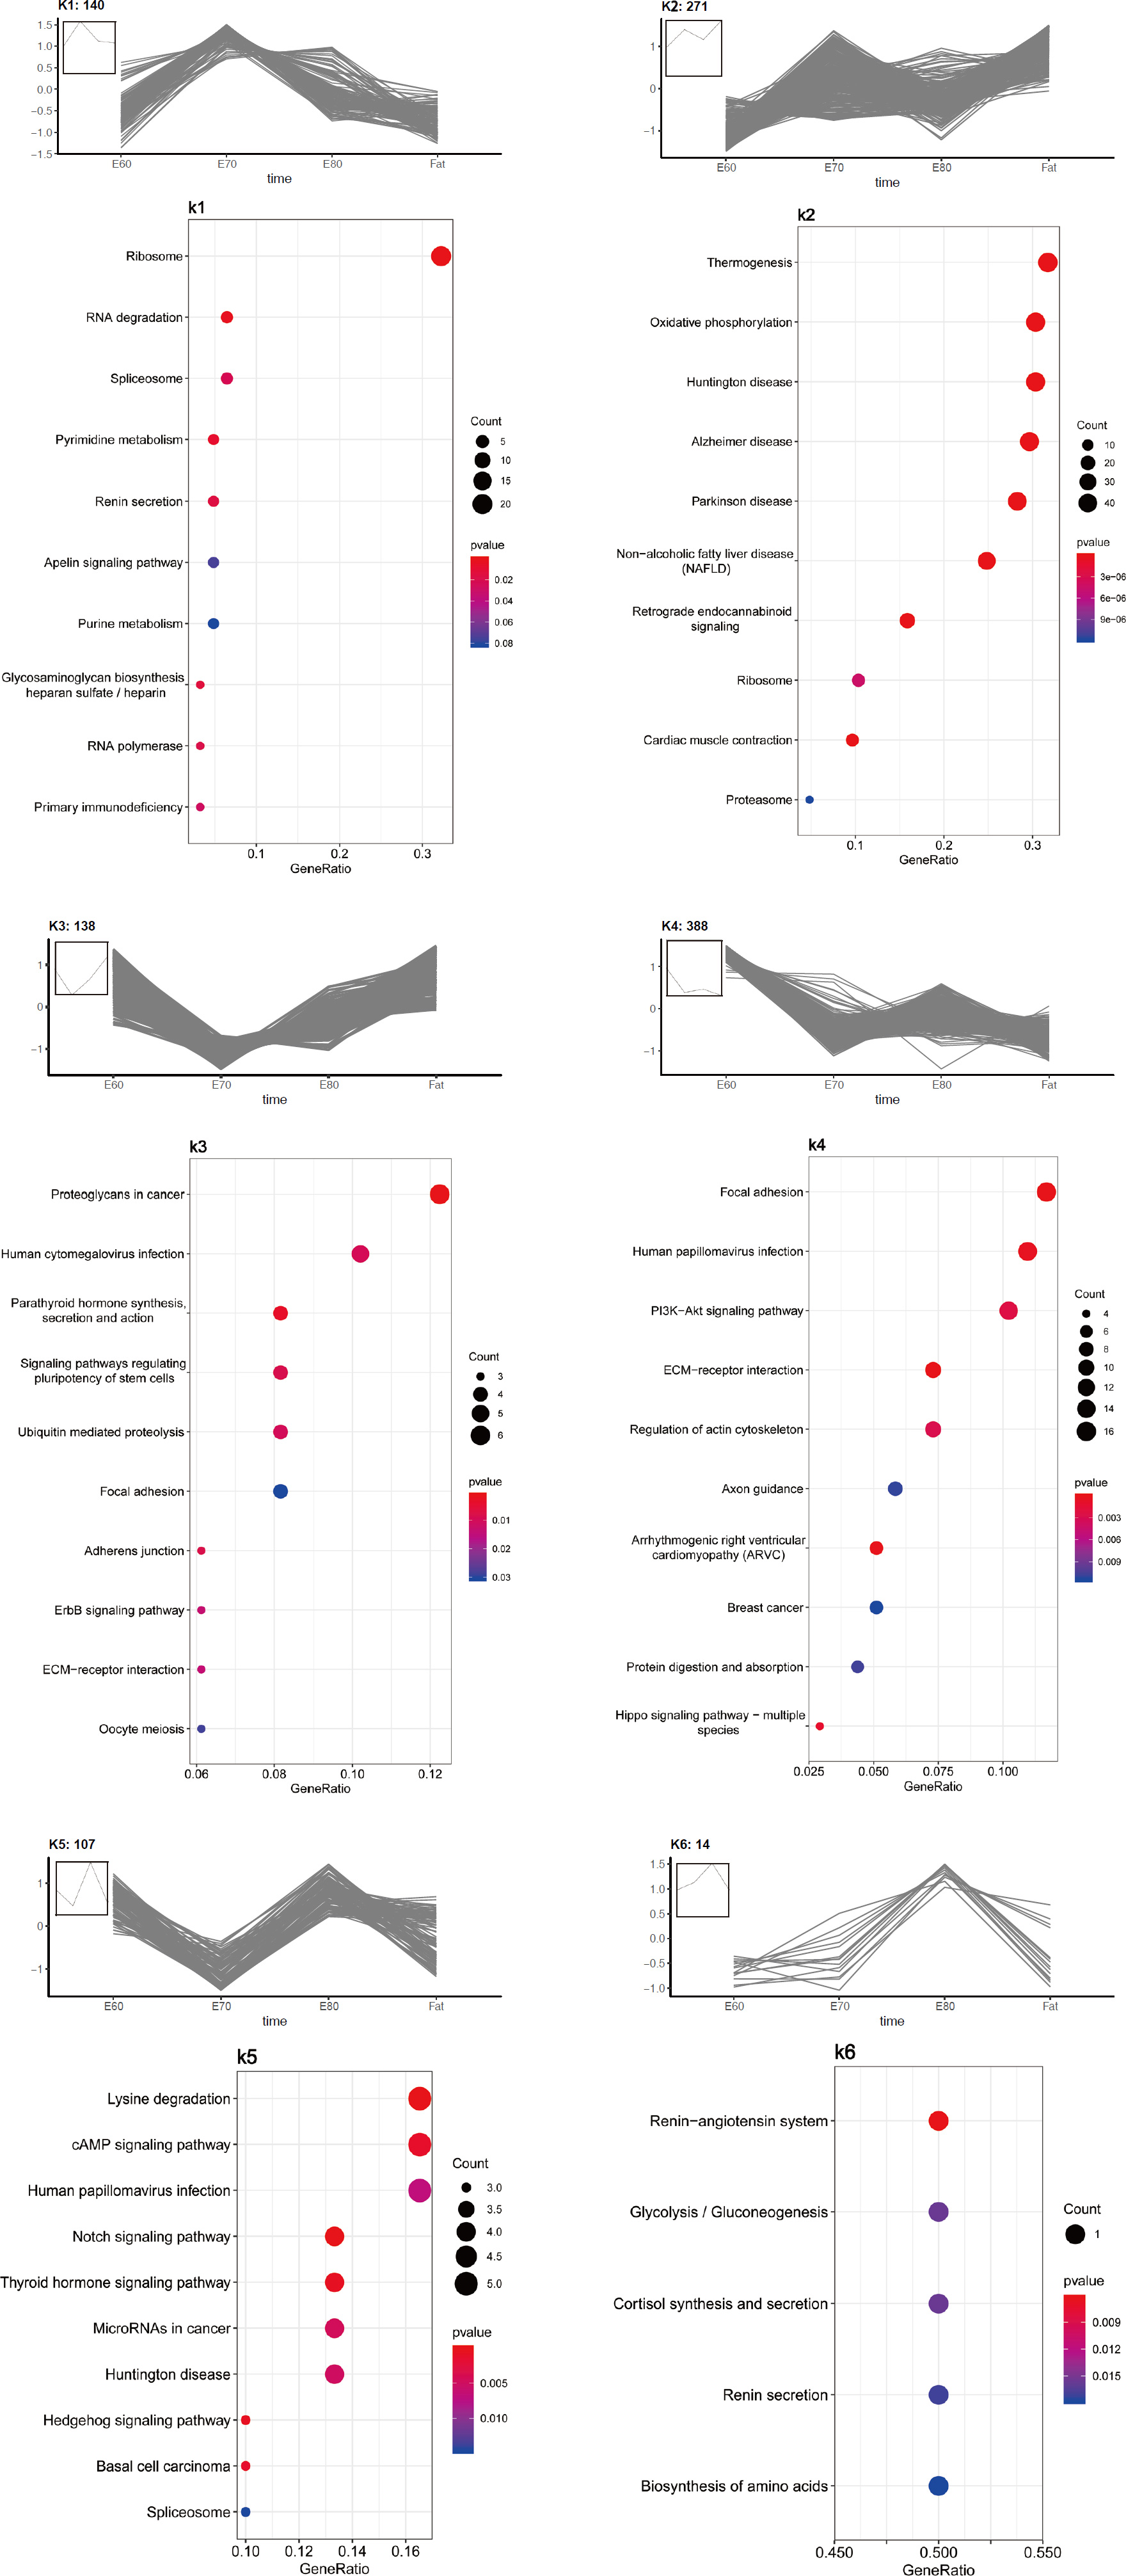 K1: 140
1.5
1.0
0.5
0.0
−0.5
−1.0
−1.5
E60 E70 E80 Fat
time
K2: 271
1
0
−1
E60 E70 E80 Fat
time
k1
Ribosome
RNA degradation
Spliceosome
Pyrimidine metabolism
Renin secretion
Apelin signaling pathway
Purine metabolism
Glycosaminoglycan biosynthesis
heparan sulfate / heparin
RNA polymerase
Primary immunodeficiency
0.1 0.2 0.3
GeneRatio
Count
5
10
15
20
pvalue
0.02
0.04
0.06
0.08
k2
Thermogenesis
Oxidative phosphorylation
Huntington disease
Alzheimer disease
Parkinson disease
Non−alcoholic fatty liver disease
(NAFLD)
Retrograde endocannabinoid
signaling
Ribosome
Cardiac muscle contraction
Proteasome
0.1 0.2 0.3
GeneRatio
Count
10
20
30
40
pvalue
3e−06
6e−06
9e−06
K3: 138
1
0
−1
E60 E70 E80 Fat
time
K4: 388
1
0
−1
E60 E70 E80 Fat
time
k3
Proteoglycans in cancer
Human cytomegalovirus infection
Parathyroid hormone synthesis,
secretion and action
Signaling pathways regulating
pluripotency of stem cells
Ubiquitin mediated proteolysis
Focal adhesion
Adherens junction
ErbB signaling pathway
ECM−receptor interaction
Oocyte meiosis
0.06 0.08 0.10 0.12
GeneRatio
Count
3
4
5
6
pvalue
0.01
0.02
0.03
k4
Focal adhesion
Human papillomavirus infection
PI3K−Akt signaling pathway
ECM−receptor interaction
Regulation of actin cytoskeleton
Axon guidance
Arrhythmogenic right ventricular
cardiomyopathy (ARVC)
Breast cancer
Protein digestion and absorption
Hippo signaling pathway − multiple
species
0.025 0.050 0.075 0.100
GeneRatio
Count
4
6
8
10
12
14
16
pvalue
0.003
0.006
0.009
K5: 107
1
0
−1
E60 E70 E80 Fat
time
K6: 14
1.5
1.0
0.5
0.0
−0.5
−1.0
E60 E70 E80 Fat
time
k5
Lysine degradation
cAMP signaling pathway
Human papillomavirus infection
Notch signaling pathway
Thyroid hormone signaling pathway
MicroRNAs in cancer
Huntington disease
Hedgehog signaling pathway
Basal cell carcinoma
Spliceosome
0.10 0.12 0.14 0.16
GeneRatio
Count
3.0
3.5
4.0
4.5
5.0
pvalue
0.005
0.010
k6
Renin−angiotensin system
Glycolysis / Gluconeogenesis
Cortisol synthesis and secretion
Renin secretion
Biosynthesis of amino acids
0.450 0.500 0.550
GeneRatio
Count
1
pvalue
0.009
0.012
0.015